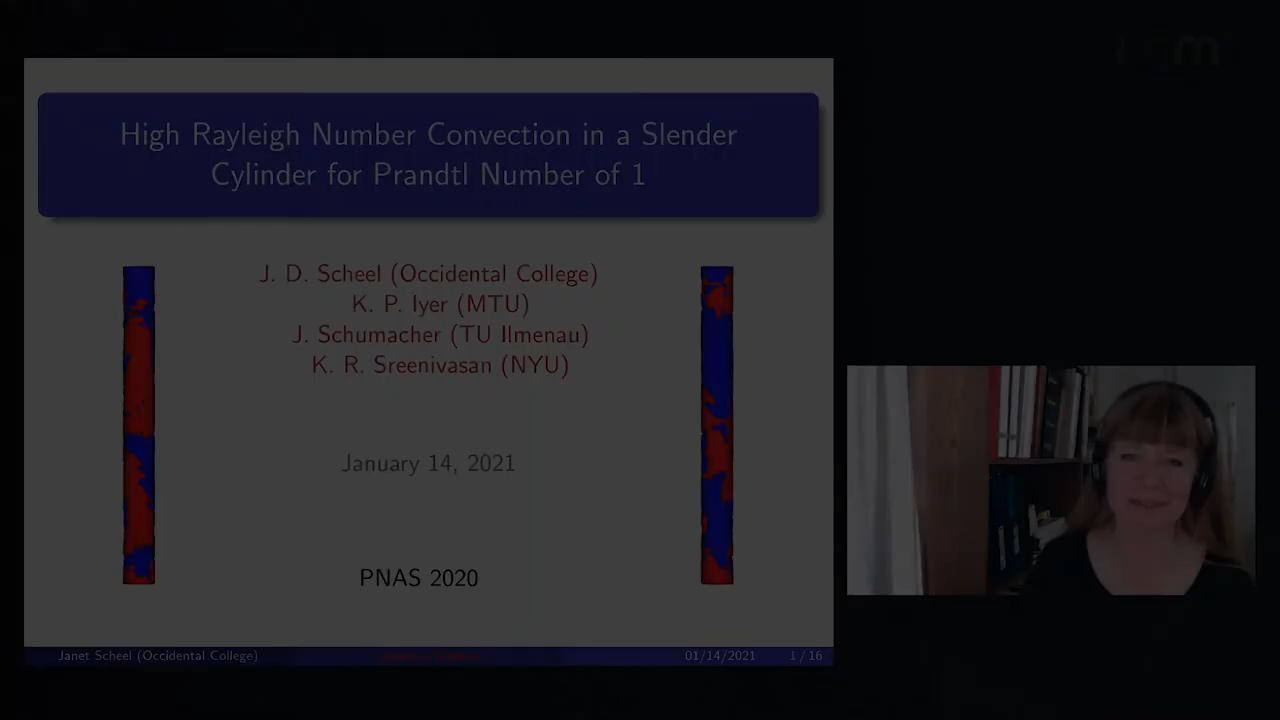 High Rayleigh Number Convection in a Slender
Cylinder for Prandtl Number of 1
J. D. Scheel (Occidental College)
K. P. Iyer (MTU)
J. Schumacher (TU Ilmenau)
K. R. Sreenivasan (NYU)
January 14, 2021
PNAS 2020
Janet Scheel (Occidental College)
01/14/2021
1 / 16